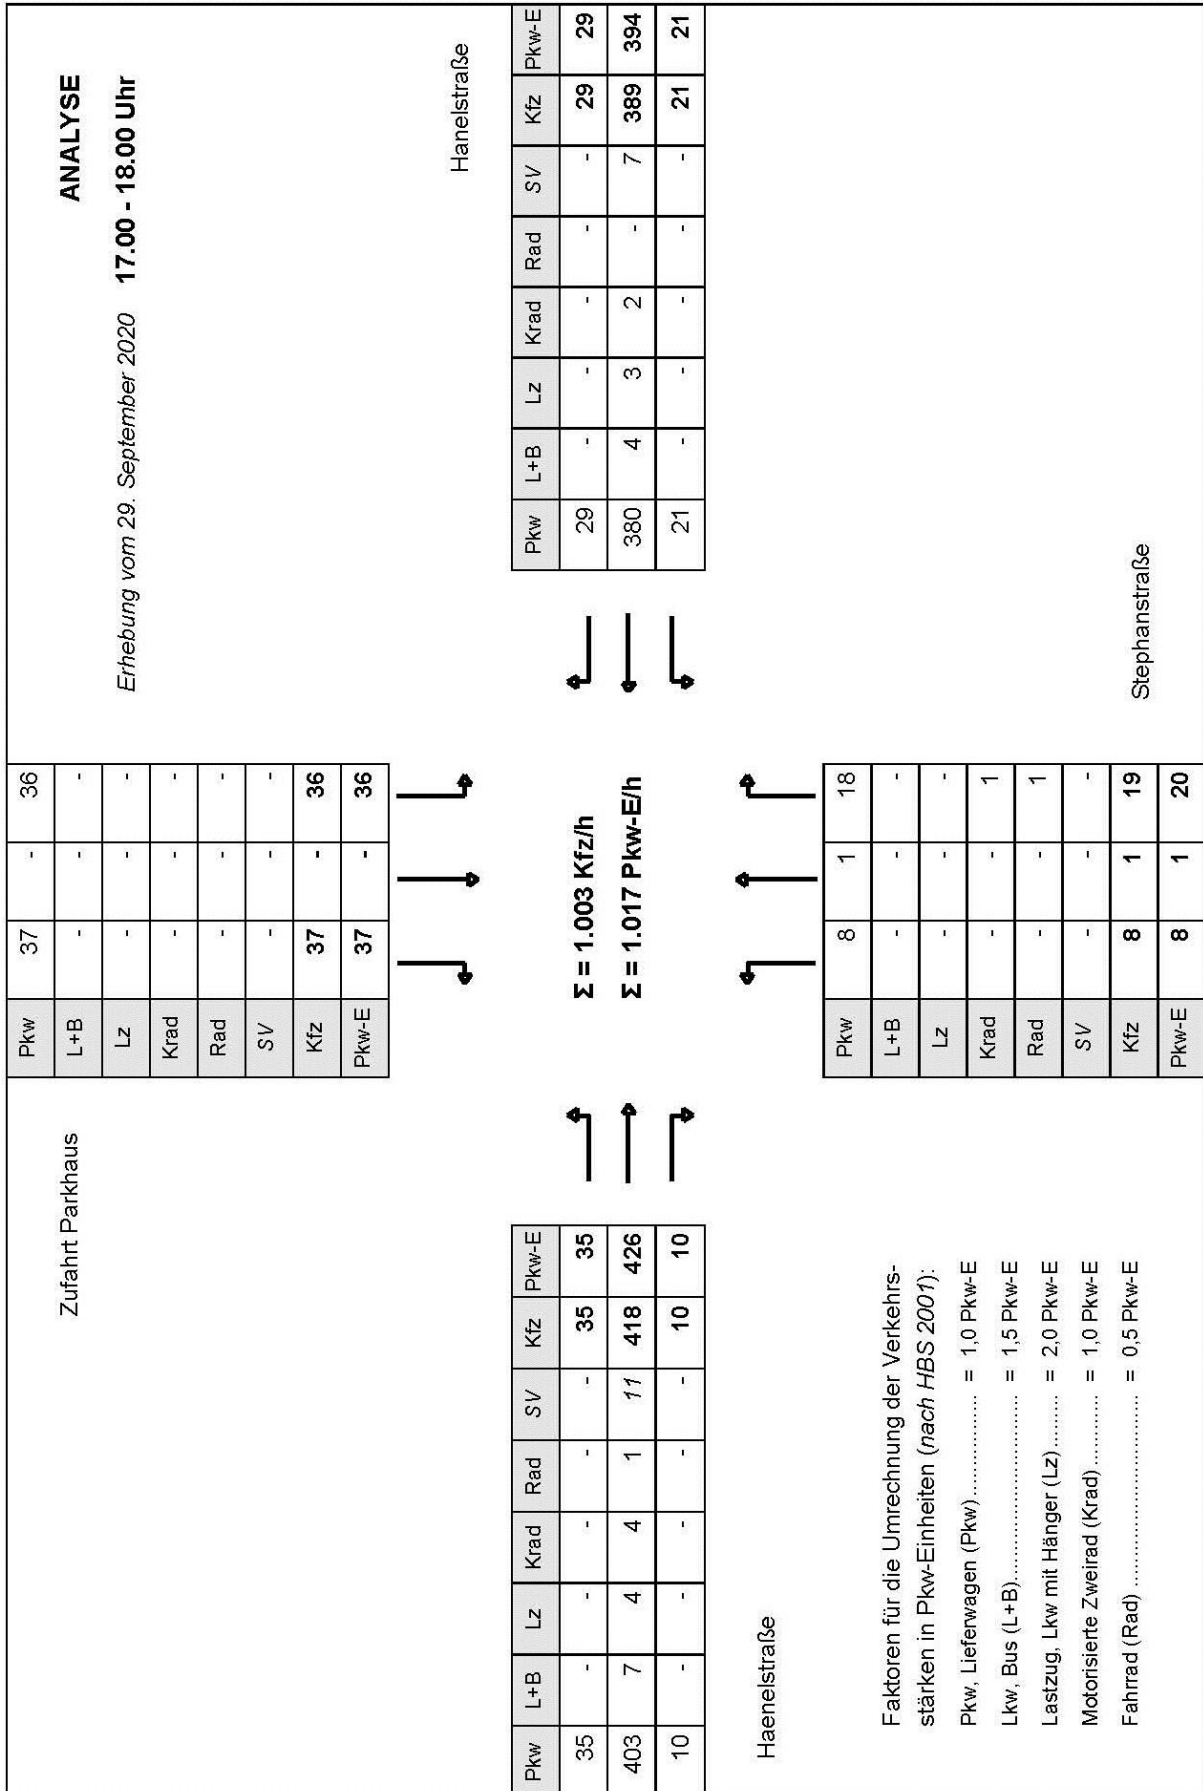 ANALYSE
Erhebung vom 29. September 2020 17.00 - 18.00 Uhr
Zufahrt Parkhaus
Pkw 37 - 36
L+B - - -
Lz - - -
Krad - - -
Rad - - -
SV - - -
Kfz 37 - 36
Pkw-E 37 - 36
Hanelstraße
Pkw L+B Lz Krad Rad SV Kfz Pkw-E
29 - - - - - 29 29
380 4 3 2 - 7 389 394
21 - - - - - 21 21
Σ = 1.003 Kfz/h
Σ = 1.017 Pkw-E/h
Pkw L+B Lz Krad Rad SV Kfz Pkw-E
35 - - - - - 35 35
403 7 4 4 1 11 418 426
10 - - - - - 10 10
Haenelstraße
Stephanstraße
Pkw 8 1 18
L+B - - -
Lz - - -
Krad - - 1
Rad - - 1
SV - - -
Kfz 8 1 19
Pkw-E 8 1 20
Faktoren für die Umrechnung der Verkehrs-
stärken in Pkw-Einheiten (nach HBS 2001):
Pkw, Lieferwagen (Pkw) ................ = 1,0 Pkw-E
Lkw, Bus (L+B)................................ = 1,5 Pkw-E
Lastzug, Lkw mit Hänger (Lz) ......... = 2,0 Pkw-E
Motorisierte Zweirad (Krad) ............ = 1,0 Pkw-E
Fahrrad (Rad) ................................. = 0,5 Pkw-E